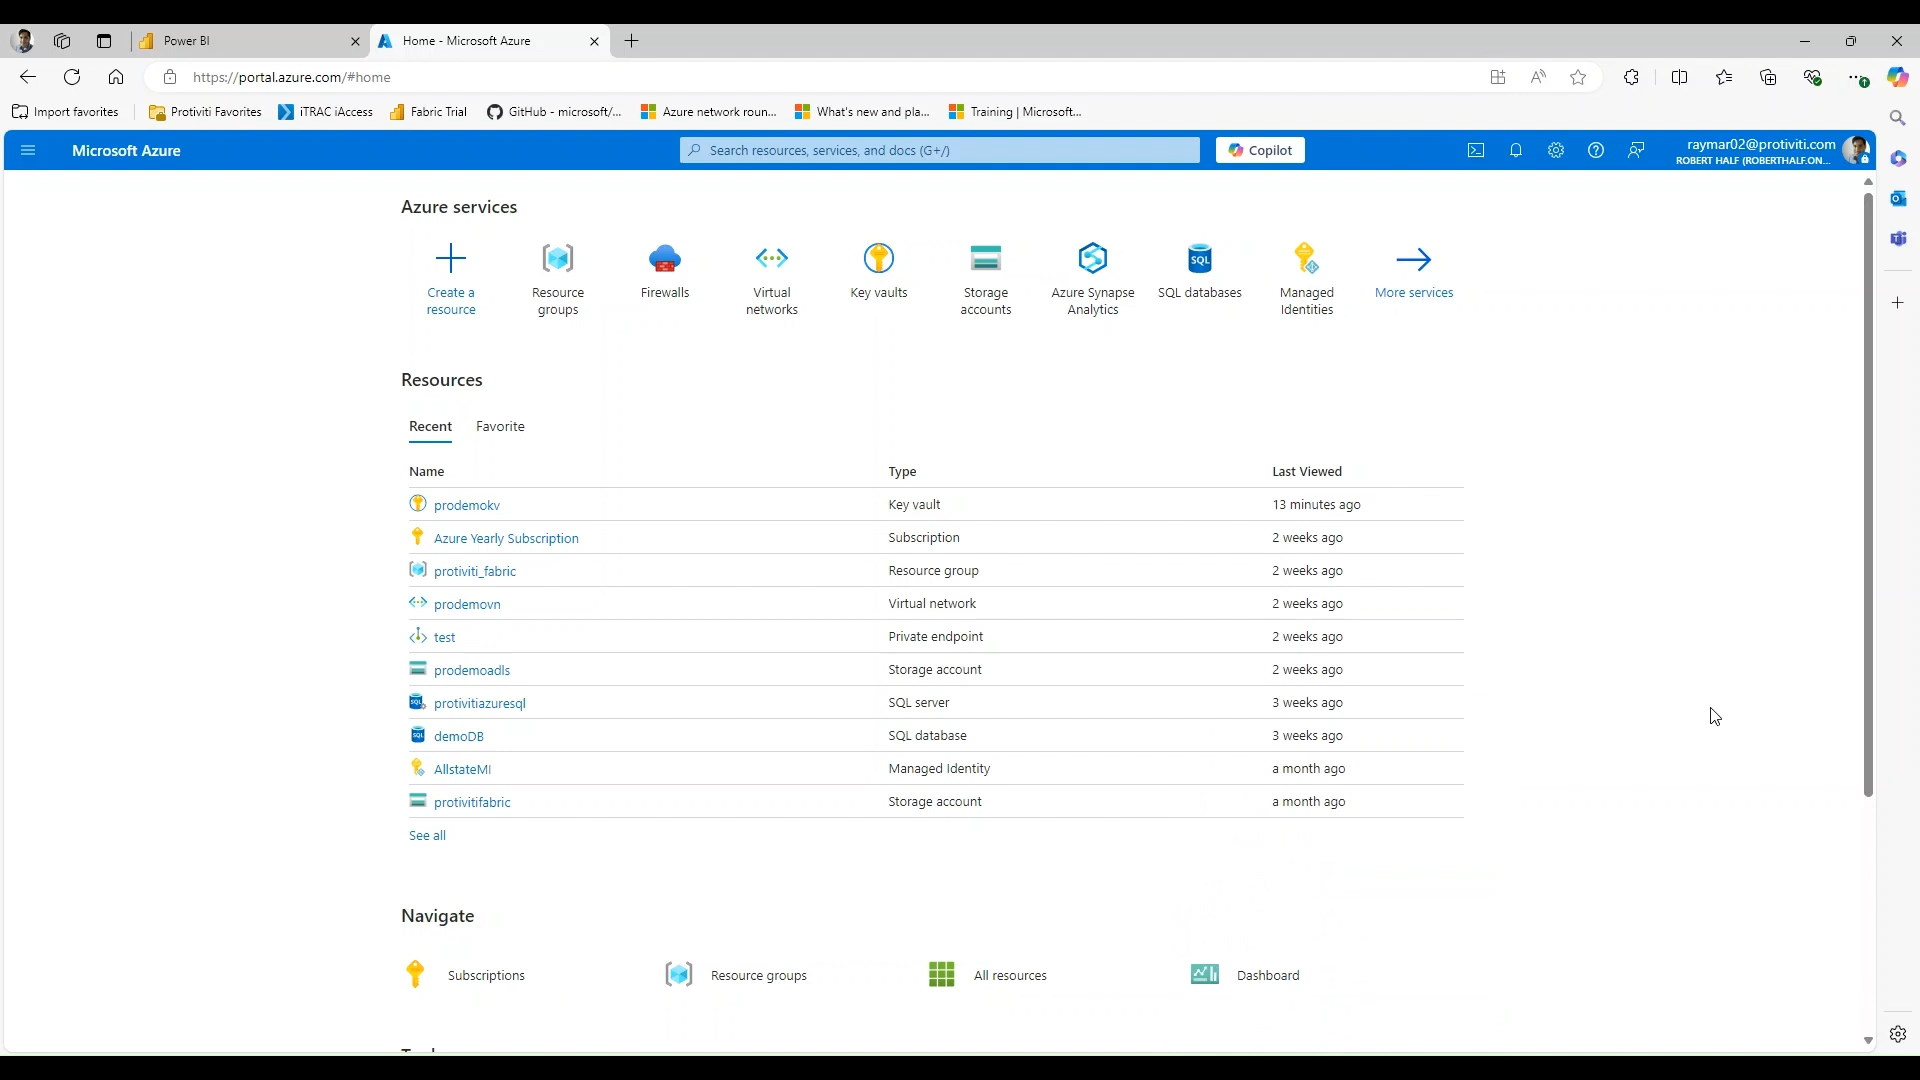 Power BI
Home - Microsoft Azure
https://portal.azure.com/#home
Import favorites
Protiviti Favorites
iTRAC iAccess
Fabric Trial
GitHub - microsoft/...
Azure network roun...
What's new and pla...
Training | Microsoft...
Microsoft Azure
Search resources, services, and docs (G+/)
Copilot
raymar02@protiviti.com
ROBERT HALF (ROBERTHALF.ON...
Azure services
Create a
resource
Resource
groups
Firewalls
Virtual
networks
Key vaults
Storage
accounts
Azure Synapse
Analytics
SQL databases
Managed
Identities
More services
Resources
Recent Favorite
Name Type Last Viewed
prodemokv Key vault 13 minutes ago
Azure Yearly Subscription Subscription 2 weeks ago
protiviti_fabric Resource group 2 weeks ago
prodemovn Virtual network 2 weeks ago
test Private endpoint 2 weeks ago
prodemoadls Storage account 2 weeks ago
protivitiazuresql SQL server 3 weeks ago
demoDB SQL database 3 weeks ago
AllstateMI Managed Identity a month ago
protivitifabric Storage account a month ago
See all
Navigate
Subscriptions Resource groups All resources Dashboard